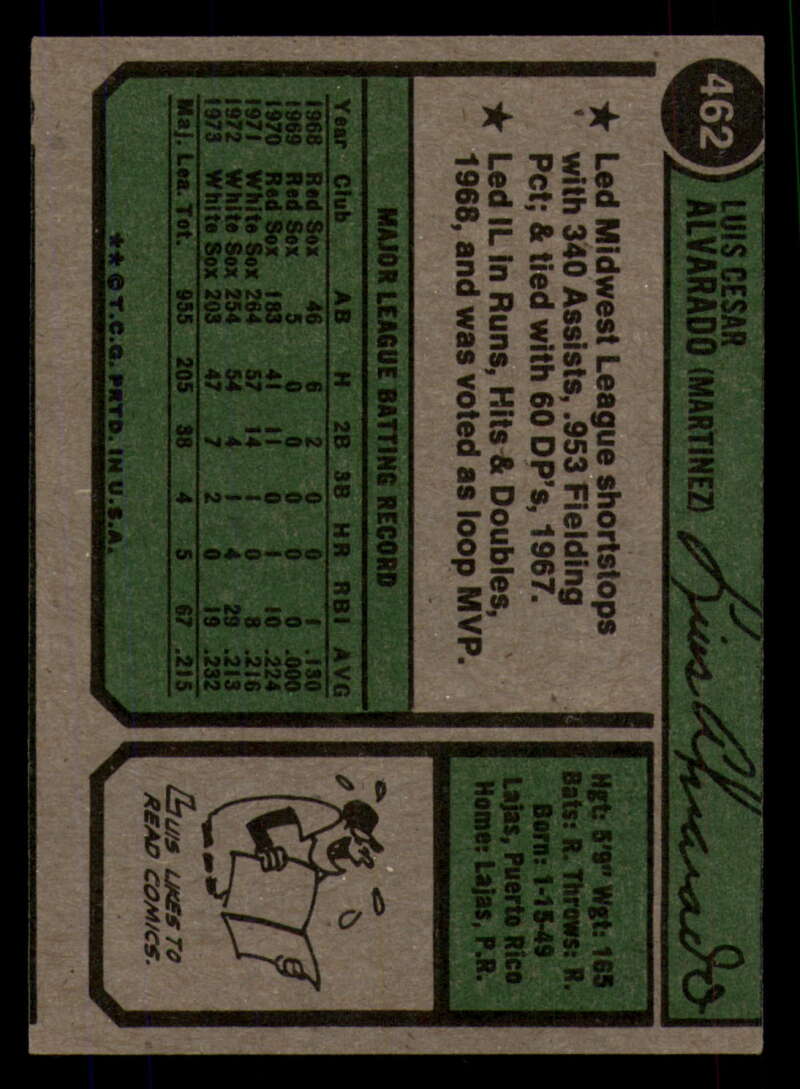 462
LUIS CESAR
ALVARADO (MARTINEZ)
Luis Alvarado
★ Led Midwest League shortstops
with 340 Assists, .953 Fielding
Pct; & tied with 60 DP's, 1967.
★ Led IL in Runs, Hits & Doubles,
1968, and was voted as loop MVP.
Hgt: 5'9" Wgt: 165
Bats: R. Throws: R.
Born: 1-15-49
Lajas, Puerto Rico
Home: Lajas, P.R.
MAJOR LEAGUE BATTING RECORD
Year Club AB H 2B 3B HR RBI AVG
1968 Red Sox 46 6 2 0 0 1 .130
1969 Red Sox 5 0 0 0 0 0 .000
1970 Red Sox 183 41 11 0 1 10 .224
1971 White Sox 264 57 14 1 0 8 .216
1972 White Sox 254 54 4 1 4 29 .213
1973 White Sox 203 47 7 2 0 19 .232
Maj. Lea. Tot. 955 205 38 4 5 67 .215
**© T.C.G. PRTD. IN U.S.A.
LUIS LIKES TO
READ COMICS.